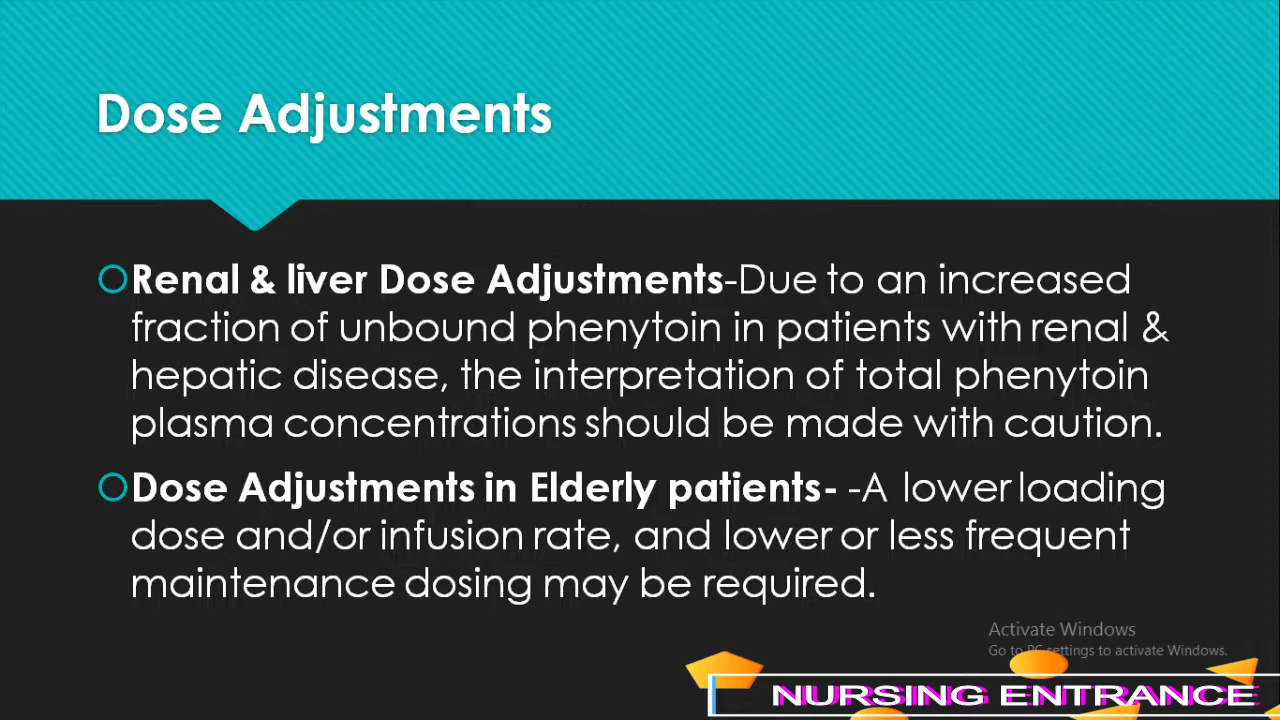 Dose Adjustments
Renal & liver Dose Adjustments-Due to an increased
fraction of unbound phenytoin in patients with renal &
hepatic disease, the interpretation of total phenytoin
plasma concentrations should be made with caution.
Dose Adjustments in Elderly patients- -A lower loading
dose and/or infusion rate, and lower or less frequent
maintenance dosing may be required.
Activate Windows
Go to PC settings to activate Windows.
NURSING ENTRANCE